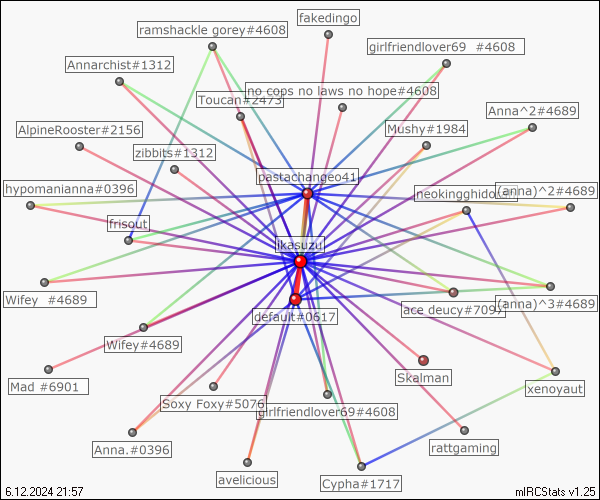 fakedingo
ramshackle gorey#4608
girlfriendlover69 #4608
Annarchist#1312
no cops no laws no hope#4608
Toucan#2473
Anna^2#4689
AlpineRooster#2156
Mushy#1984
zibbits#1312
pastachangeo41
hypomanianna#0396
(anna)^2#4689
frisout
ikasuzu
Wifey #4689
(anna)^3#4689
ace deucy#7097
default#0617
Wifey#4689
Skalman
Mad #6901
xenoyaut
Soxy Foxy#5076
girlfriendlover69#4608
Anna.#0396
rattgaming
avelicious
Cypha#1717
6.12.2024 21:57
mIRCStats v1.25